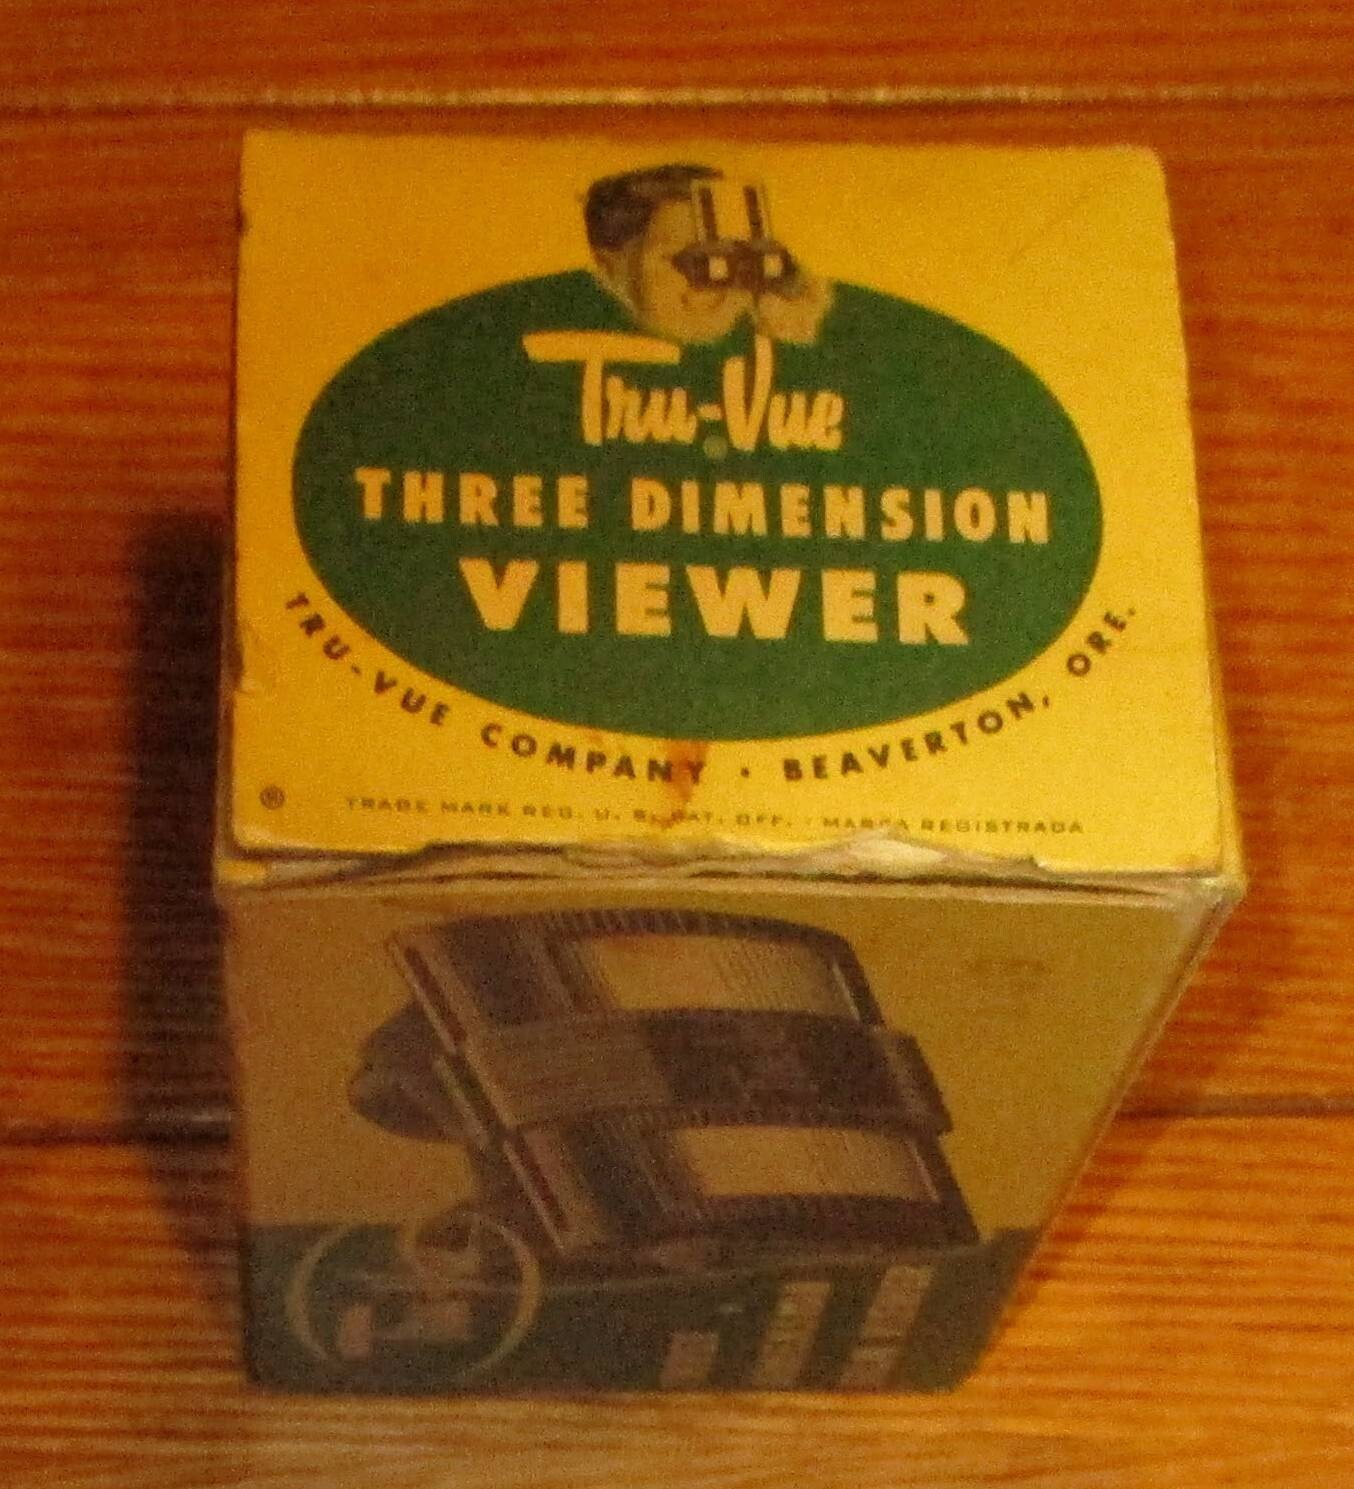 Tru-Vue
THREE DIMENSION
VIEWER
TRU-VUE COMPANY · BEAVERTON, ORE.
® TRADE MARK REG. U. S. PAT. OFF. · MARCA REGISTRADA